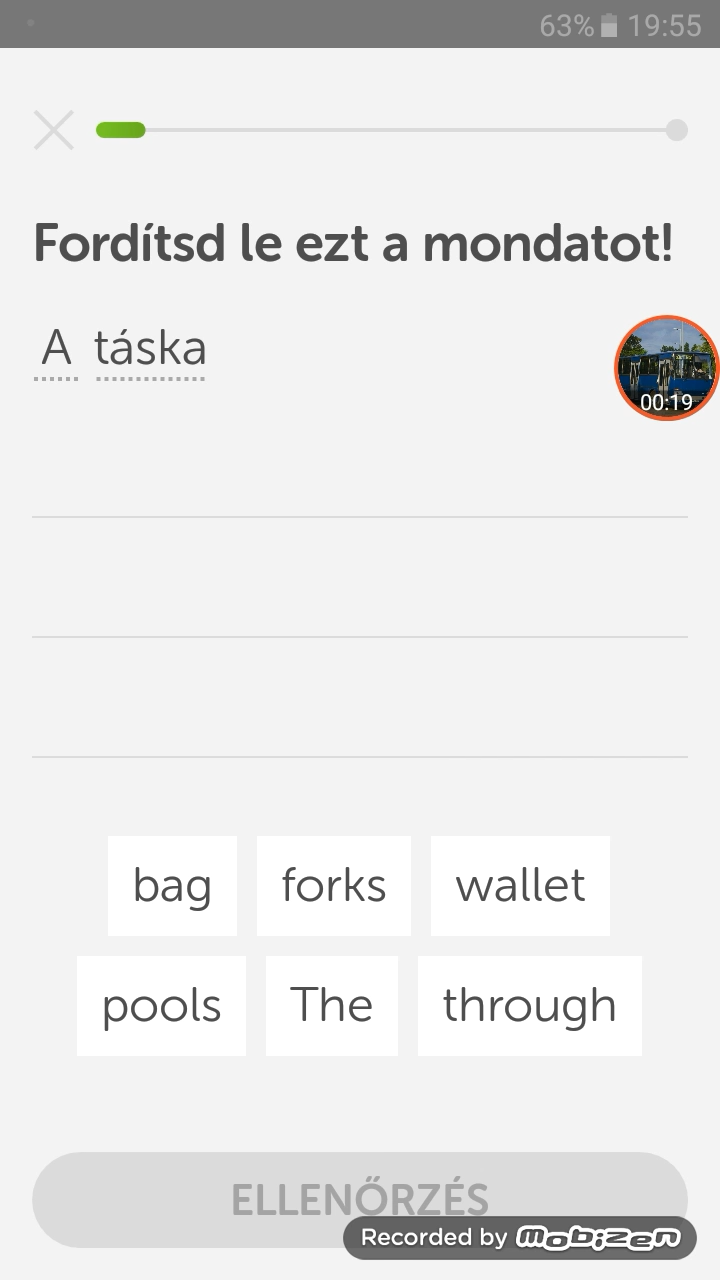 63% 19:55
Fordítsd le ezt a mondatot!
A táska
00:19
bag forks wallet
pools The through
ELLENŐRZÉS
Recorded by mobizen